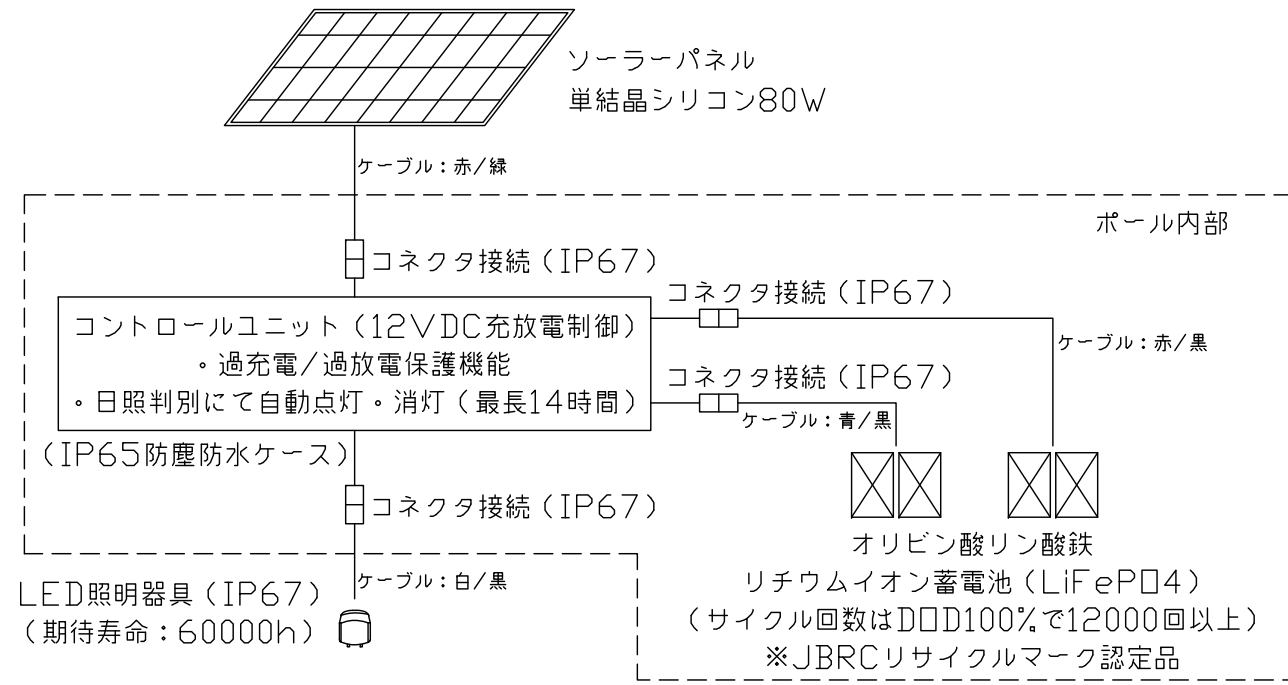 ソーラーパネル
単結晶シリコン80W
ケーブル：赤/緑
ポール内部
コネクタ接続（IP67）
コネクタ接続（IP67）
コントロールユニット（12VDC充放電制御）
・過充電/過放電保護機能
・日照判別にて自動点灯・消灯（最長14時間）
ケーブル：赤/黒
コネクタ接続（IP67）
ケーブル：青/黒
（IP65防塵防水ケース）
コネクタ接続（IP67）
オリビン酸リン酸鉄
リチウムイオン蓄電池（LiFePO4）
（サイクル回数はDOD100%で12000回以上）
※JBRCリサイクルマーク認定品
ケーブル：白/黒
LED照明器具（IP67）
（期待寿命：60000h）